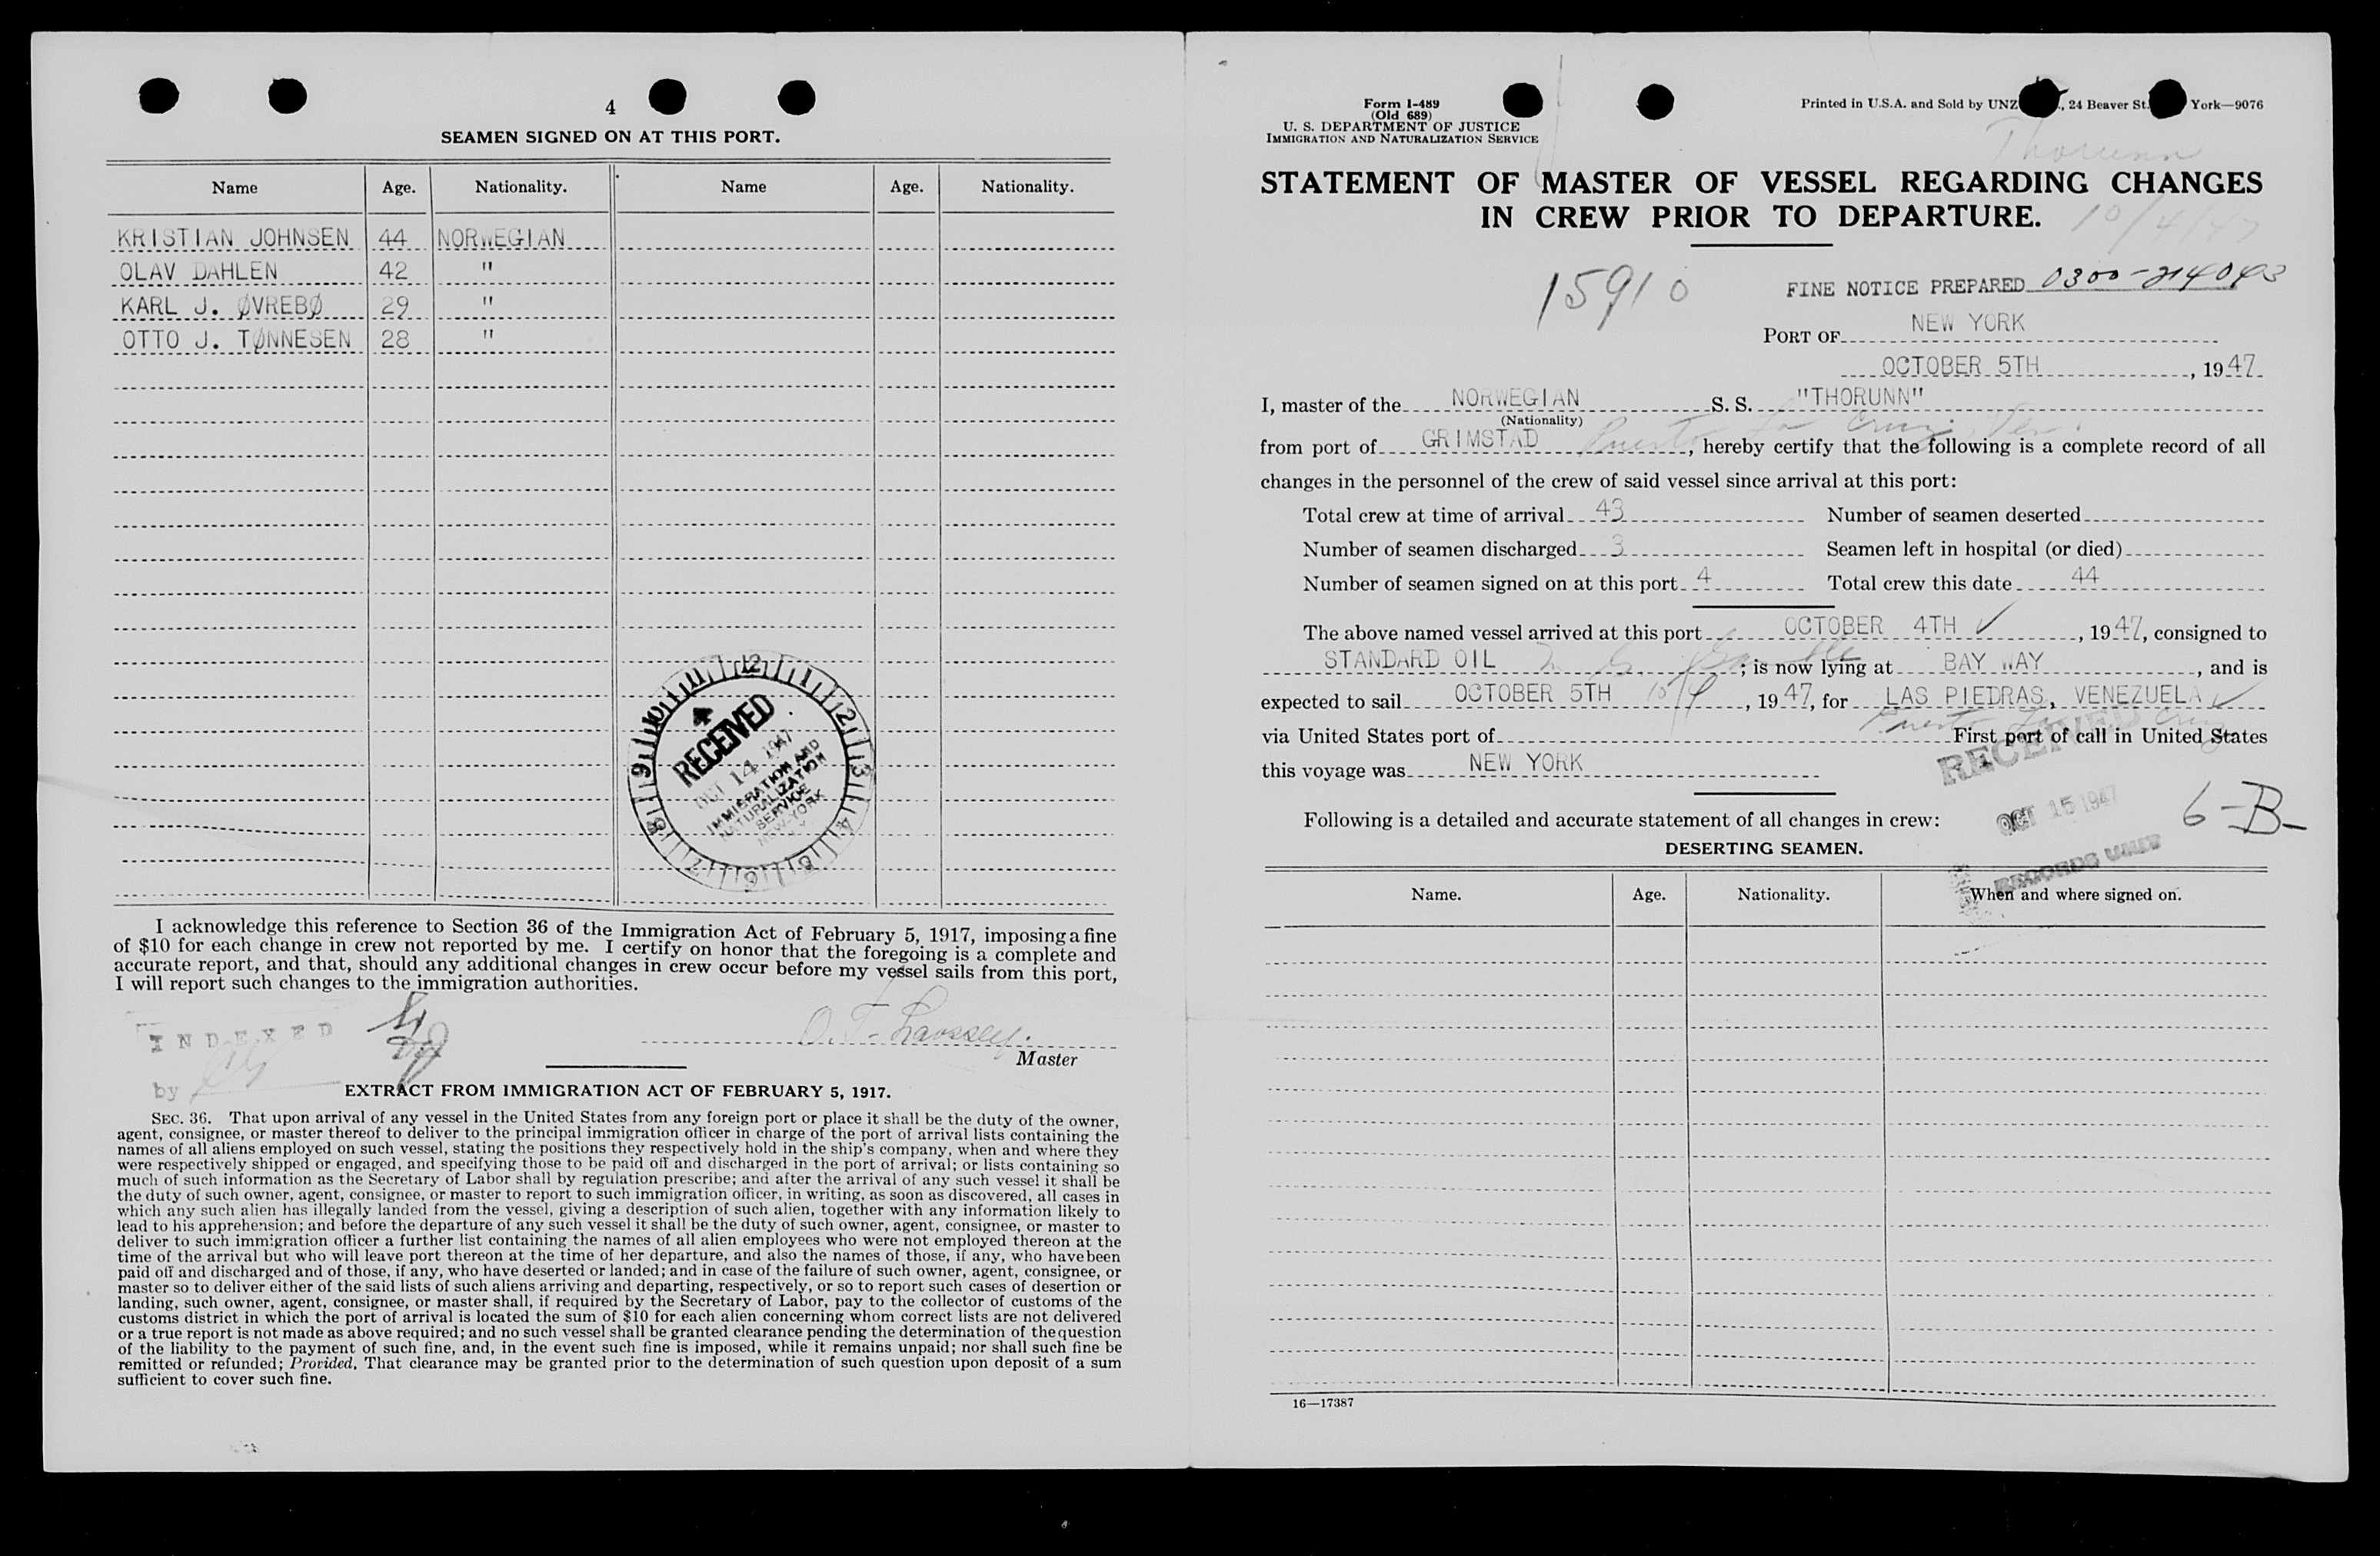 4
SEAMEN SIGNED ON AT THIS PORT.
Name Age. Nationality. Name Age. Nationality.
KRISTIAN JOHNSEN 44 NORWEGIAN
OLAV DAHLEN 42 "
KARL J. ØVREBØ 29 "
OTTO J. TØNNESEN 28 "
RECEIVED
OCT 14 1947
IMMIGRATION AND
NATURALIZATION
SERVICE
NEW YORK
I acknowledge this reference to Section 36 of the Immigration Act of February 5, 1917, imposing a fine
of $10 for each change in crew not reported by me. I certify on honor that the foregoing is a complete and
accurate report, and that, should any additional changes in crew occur before my vessel sails from this port,
I will report such changes to the immigration authorities.
INDEXED
by
Master
EXTRACT FROM IMMIGRATION ACT OF FEBRUARY 5, 1917.
SEC. 36. That upon arrival of any vessel in the United States from any foreign port or place it shall be the duty of the owner,
agent, consignee, or master thereof to deliver to the principal immigration officer in charge of the port of arrival lists containing the
names of all aliens employed on such vessel, stating the positions they respectively hold in the ship's company, when and where they
were respectively shipped or engaged, and specifying those to be paid off and discharged in the port of arrival; or lists containing so
much of such information as the Secretary of Labor shall by regulation prescribe; and after the arrival of any such vessel it shall be
the duty of such owner, agent, consignee, or master to report to such immigration officer, in writing, as soon as discovered, all cases in
which any such alien has illegally landed from the vessel, giving a description of such alien, together with any information likely to
lead to his apprehension; and before the departure of any such vessel it shall be the duty of such owner, agent, consignee, or master to
deliver to such immigration officer a further list containing the names of all alien employees who were not employed thereon at the
time of the arrival but who will leave port thereon at the time of her departure, and also the names of those, if any, who have been
paid off and discharged and of those, if any, who have deserted or landed; and in case of the failure of such owner, agent, consignee, or
master so to deliver either of the said lists of such aliens arriving and departing, respectively, or so to report such cases of desertion or
landing, such owner, agent, consignee, or master shall, if required by the Secretary of Labor, pay to the collector of customs of the
customs district in which the port of arrival is located the sum of $10 for each alien concerning whom correct lists are not delivered
or a true report is not made as above required; and no such vessel shall be granted clearance pending the determination of the question
of the liability to the payment of such fine, and, in the event such fine is imposed, while it remains unpaid; nor shall such fine be
remitted or refunded; Provided, That clearance may be granted prior to the determination of such question upon deposit of a sum
sufficient to cover such fine.
Form I-489
(Old 689)
U. S. DEPARTMENT OF JUSTICE
IMMIGRATION AND NATURALIZATION SERVICE
Printed in U.S.A. and Sold by UNZ , 24 Beaver St. York—9076
Thorunn
STATEMENT OF MASTER OF VESSEL REGARDING CHANGES
IN CREW PRIOR TO DEPARTURE.
10/4/47
15910
FINE NOTICE PREPARED 0300-214043
PORT OF NEW YORK
OCTOBER 5TH, 1947
I, master of the NORWEGIAN S. S. "THORUNN"
(Nationality)
Puerto La Cruz, Ven.
from port of GRIMSTAD, hereby certify that the following is a complete record of all
changes in the personnel of the crew of said vessel since arrival at this port:
Total crew at time of arrival 43 Number of seamen deserted
Number of seamen discharged 3 Seamen left in hospital (or died)
Number of seamen signed on at this port 4 Total crew this date 44
The above named vessel arrived at this port OCTOBER 4TH, 1947, consigned to
STANDARD OIL; is now lying at BAY WAY, and is
expected to sail OCTOBER 5TH, 1947, for LAS PIEDRAS, VENEZUELA
Puerto La Cruz
via United States port of First port of call in United States
this voyage was NEW YORK
RECEIVED
OCT 15 1947
RECORDS UNIT
6-B-
Following is a detailed and accurate statement of all changes in crew:
DESERTING SEAMEN.
Name. Age. Nationality. When and where signed on.
16—17387